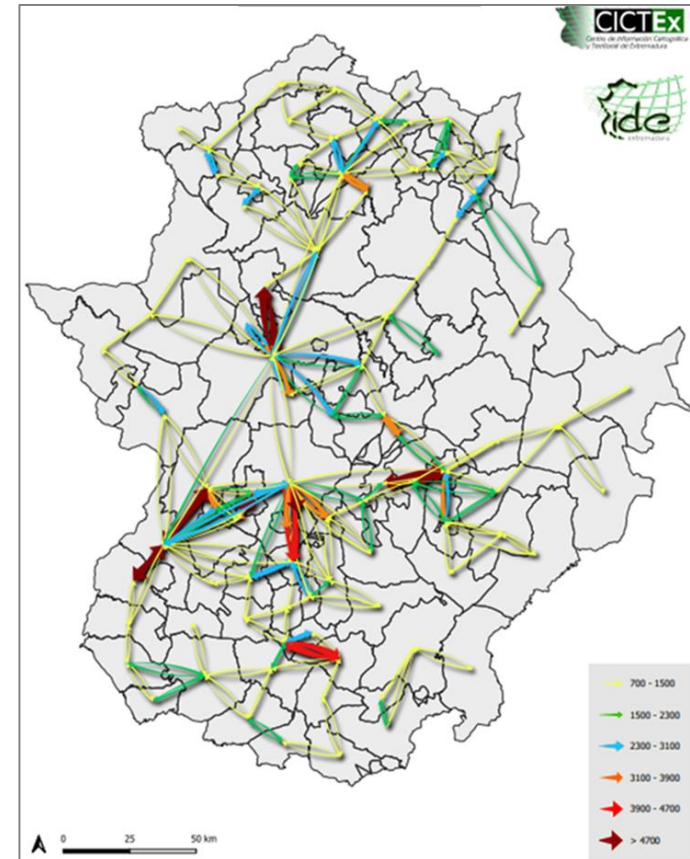 CICTEx
Centro de Información Cartográfica
y Territorial de Extremadura
ide
extremadura
700 - 1500
1500 - 2300
2300 - 3100
3100 - 3900
3900 - 4700
> 4700
0 25 50 km